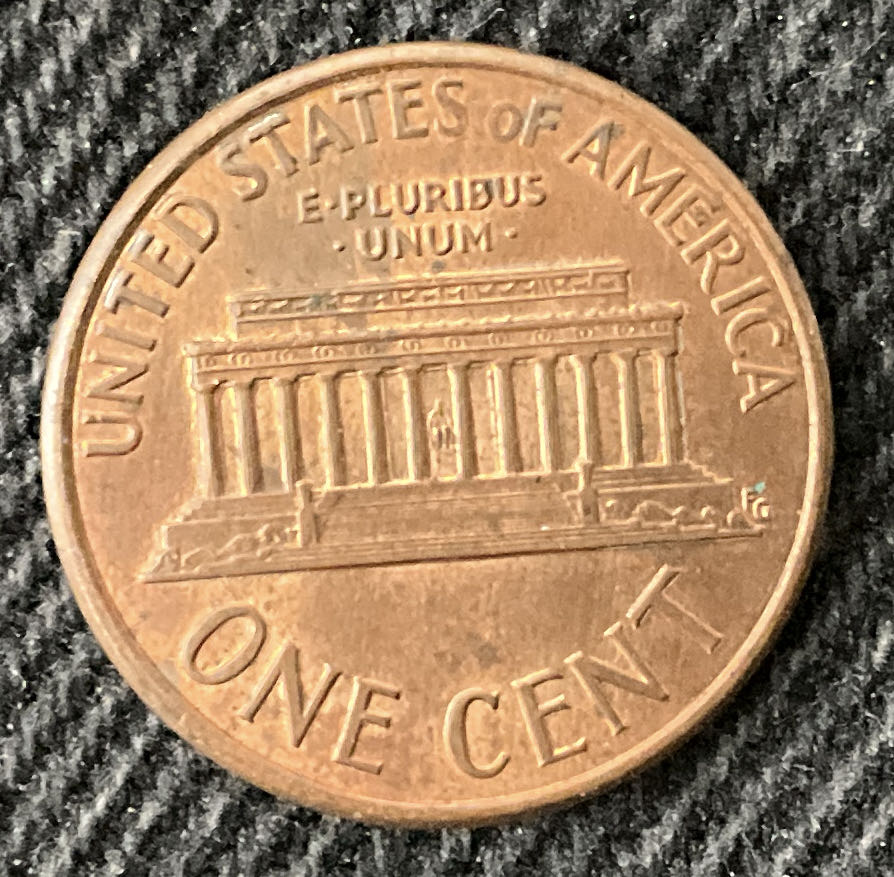 UNITED STATES OF AMERICA
E·PLURIBUS
·UNUM·
FG
ONE CENT